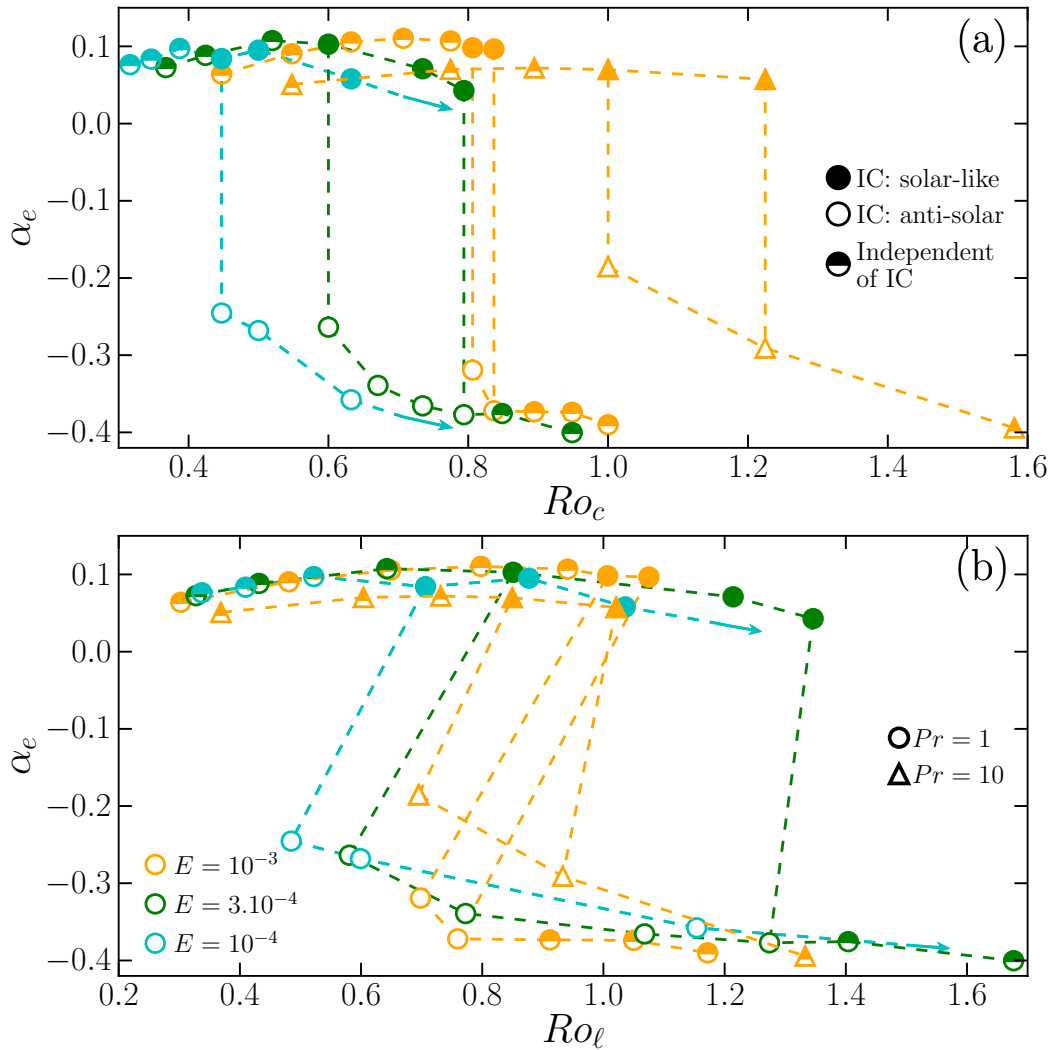 (a)
0.1
0.0
−0.1
−0.2
−0.3
−0.4
α_e
IC: solar-like
IC: anti-solar
Independent
of IC
0.4 0.6 0.8 1.0 1.2 1.4 1.6
Ro_c
(b)
0.1
0.0
−0.1
−0.2
−0.3
−0.4
α_e
Pr = 1
Pr = 10
E = 10⁻³
E = 3.10⁻⁴
E = 10⁻⁴
0.2 0.4 0.6 0.8 1.0 1.2 1.4 1.6
Ro_ℓ